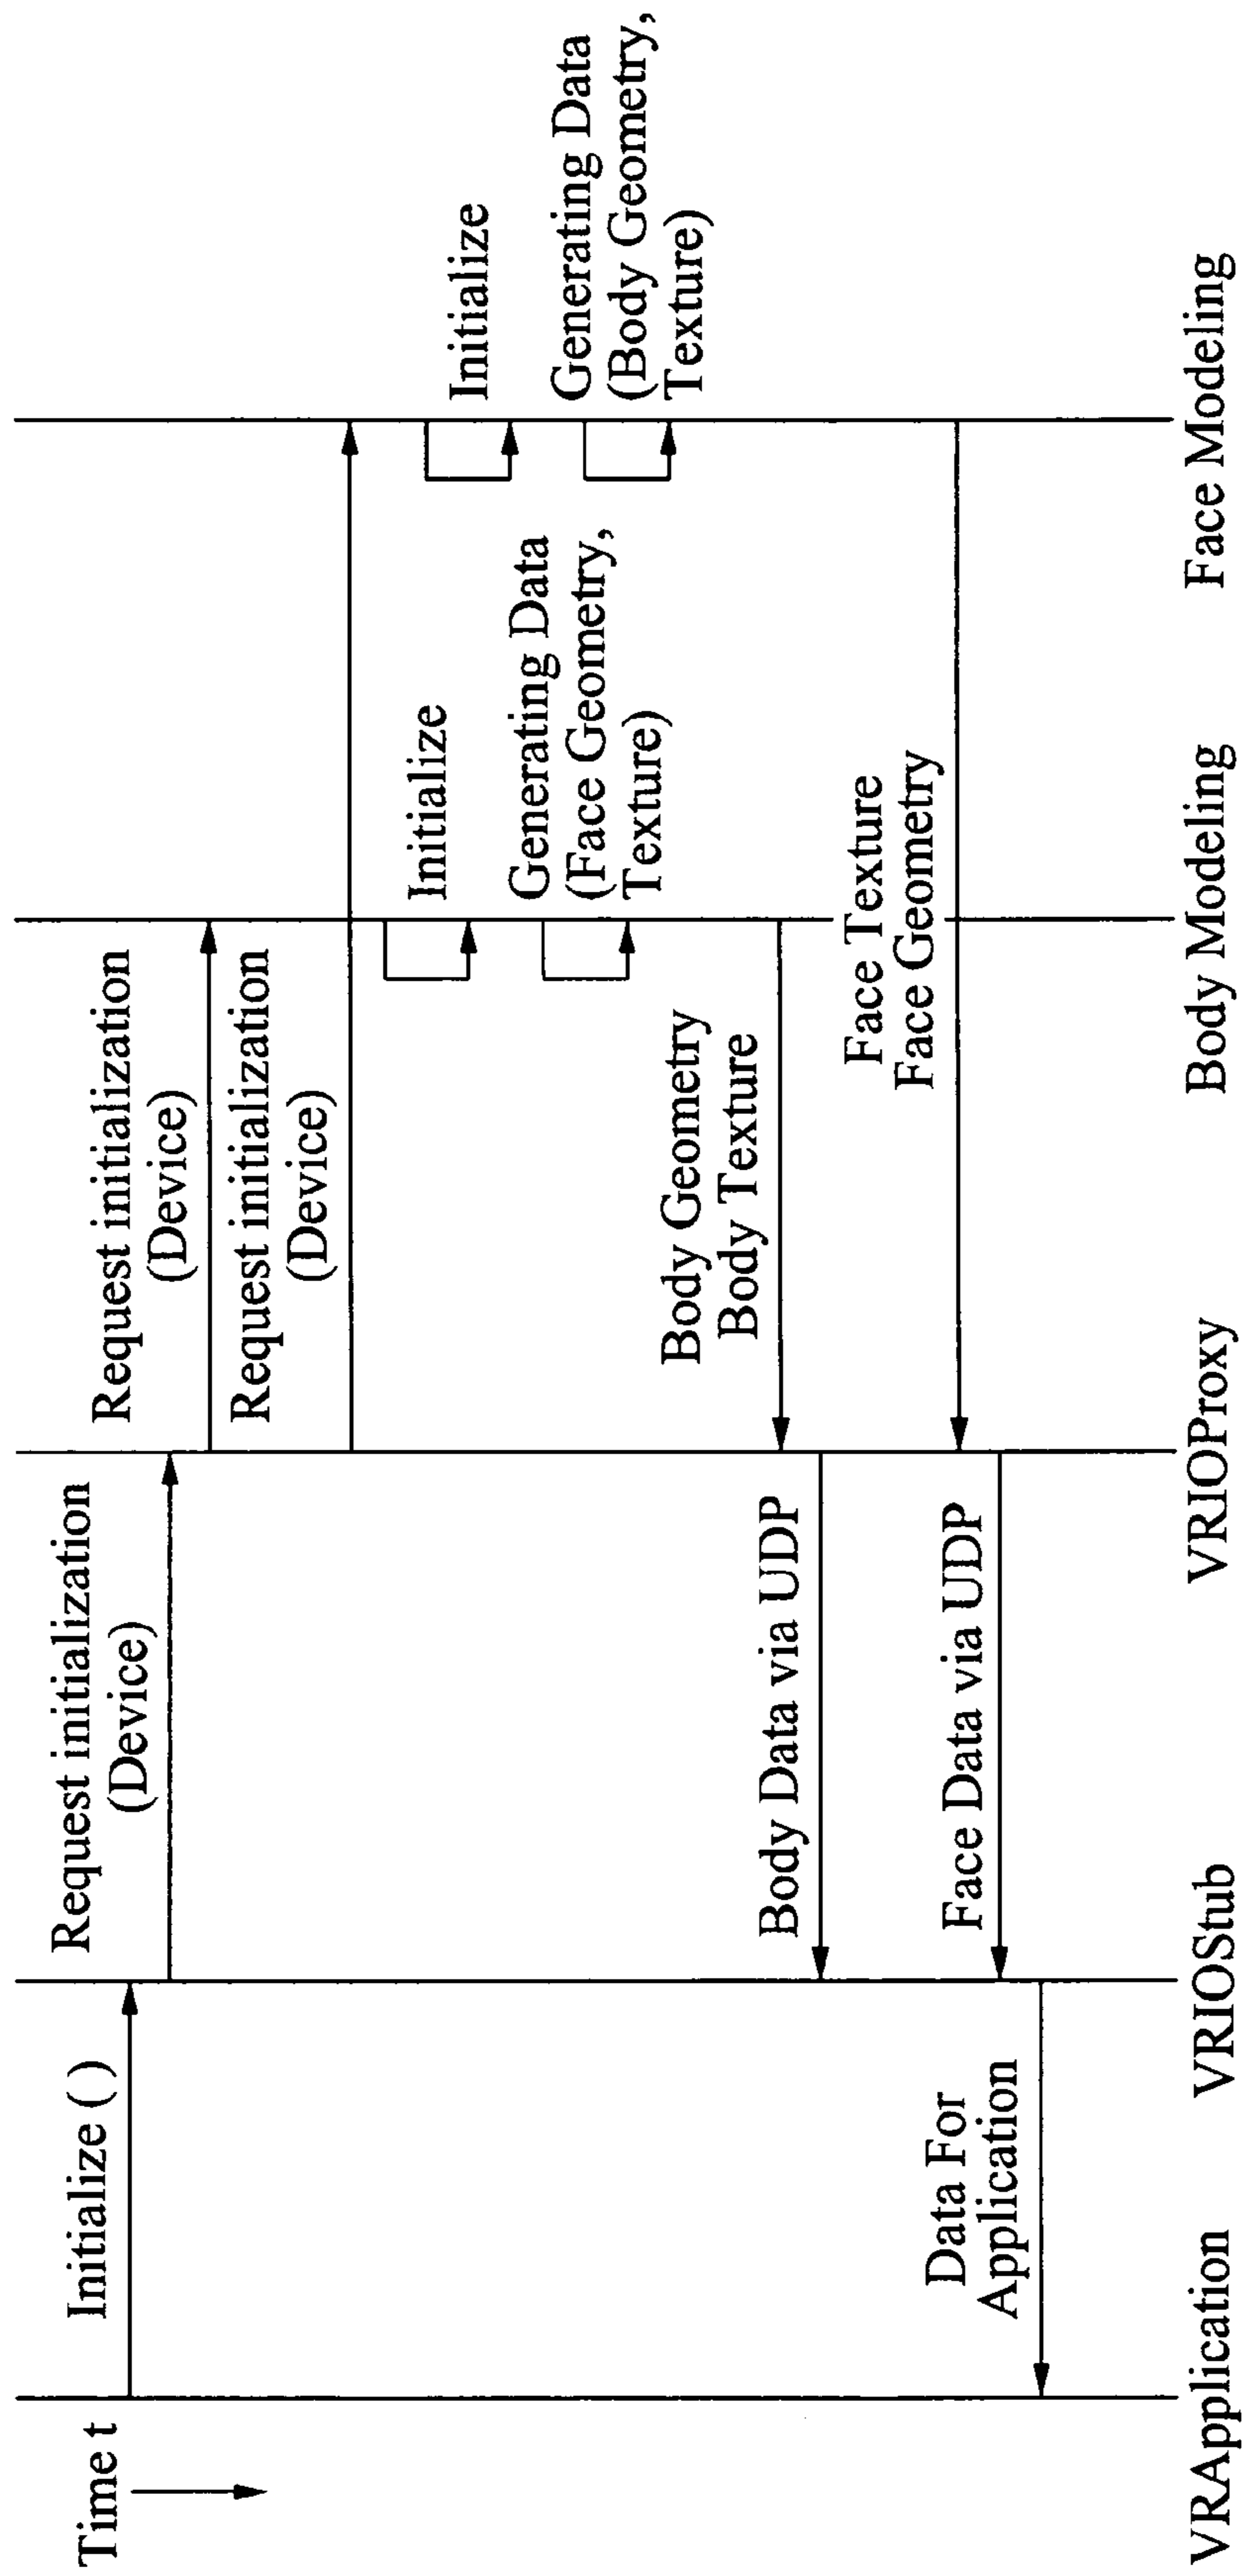 Time t
Initialize ( )
Request initialization
(Device)
Request initialization
(Device)
Request initialization
(Device)
Initialize
Generating Data
(Face Geometry,
Texture)
Initialize
Generating Data
(Body Geometry,
Texture)
Body Geometry
Body Texture
Body Data via UDP
Face Texture
Face Geometry
Face Data via UDP
Data For
Application
VRApplication
VRIOStub
VRIOProxy
Body Modeling
Face Modeling